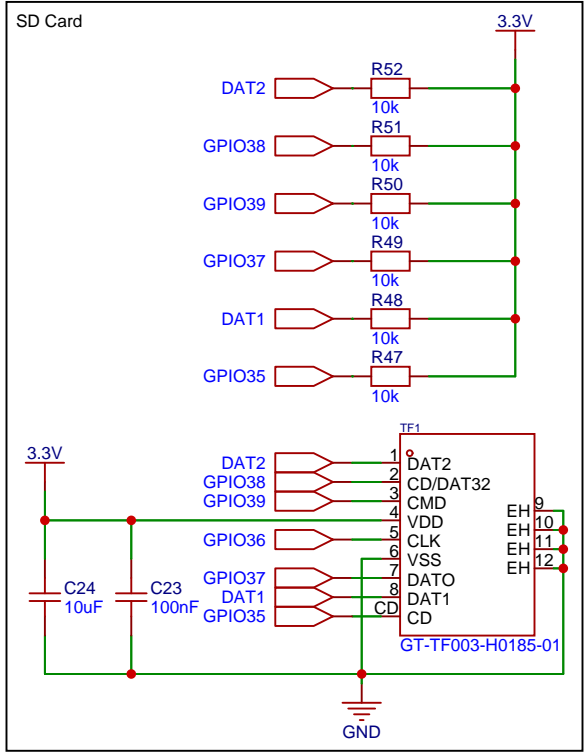 SD Card
3.3V
DAT2
R52
10k
GPIO38
R51
10k
GPIO39
R50
10k
GPIO37
R49
10k
DAT1
R48
10k
GPIO35
R47
10k
3.3V
TF1
DAT2 1 DAT2
GPIO38 2 CD/DAT32
GPIO39 3 CMD
4 VDD
GPIO36 5 CLK
6 VSS
GPIO37 7 DATO
DAT1 8 DAT1
GPIO35 CD CD
EH 9
EH 10
EH 11
EH 12
C24
10uF
C23
100nF
GT-TF003-H0185-01
GND